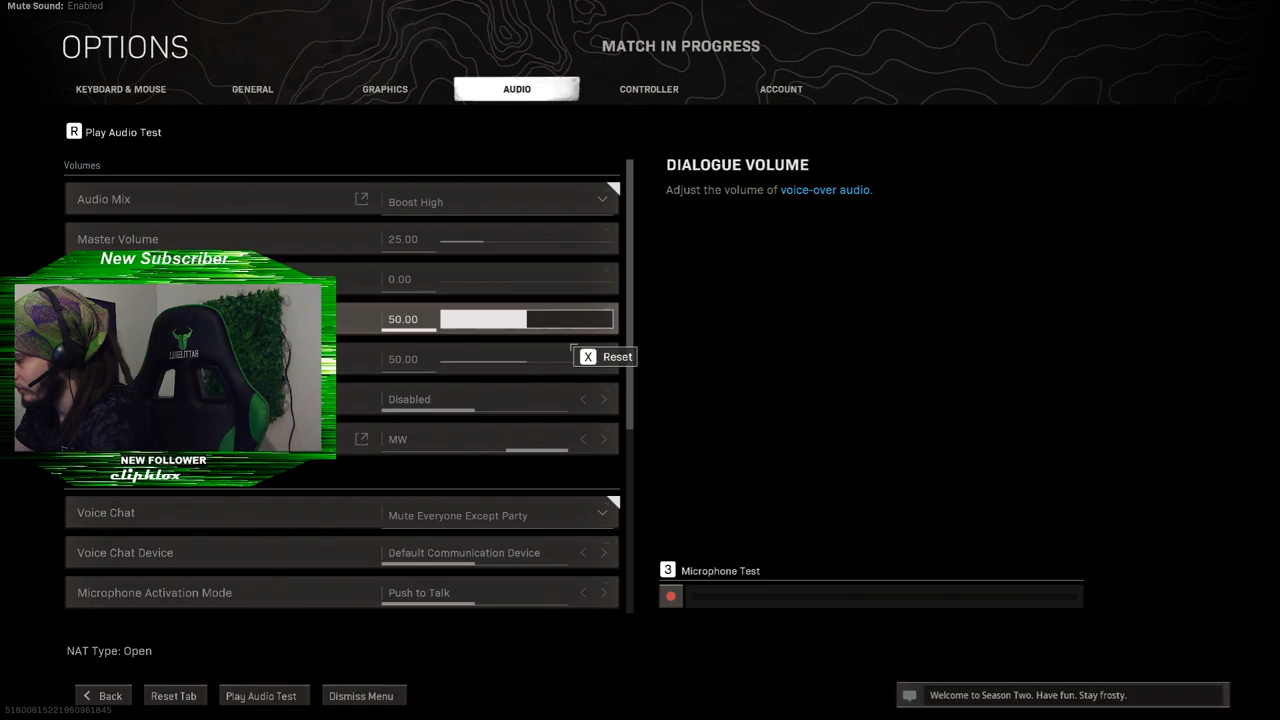 Mute Sound: Enabled
OPTIONS
MATCH IN PROGRESS
KEYBOARD & MOUSE
GENERAL
GRAPHICS
AUDIO
CONTROLLER
ACCOUNT
R Play Audio Test
Volumes
Audio Mix
Boost High
Master Volume
25.00
0.00
50.00
50.00
X Reset
Disabled
MW
Voice Chat
Mute Everyone Except Party
Voice Chat Device
Default Communication Device
Microphone Activation Mode
Push to Talk
DIALOGUE VOLUME
Adjust the volume of voice-over audio.
New Subscriber
BATTLEBULL
NEW FOLLOWER
cliphlox
3 Microphone Test
NAT Type: Open
Back
Reset Tab
Play Audio Test
Dismiss Menu
Welcome to Season Two. Have fun. Stay frosty.
51800615221960961845